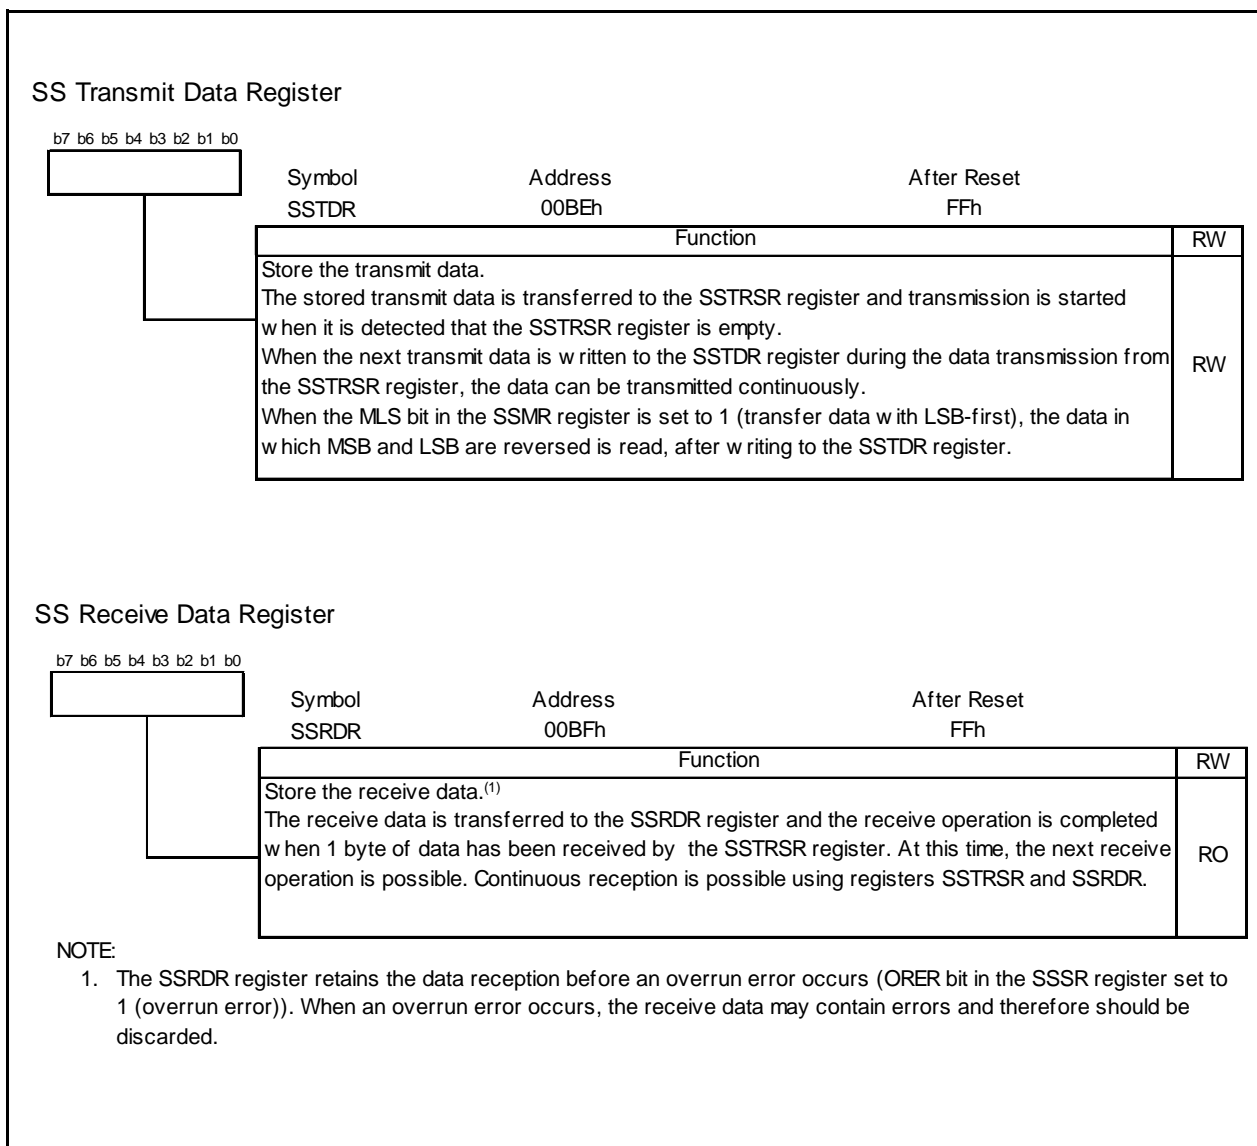 SS Transmit Data Register
b7 b6 b5 b4 b3 b2 b1 b0
Symbol Address After Reset
SSTDR 00BEh FFh
Function RW
Store the transmit data.
The stored transmit data is transferred to the SSTRSR register and transmission is started
when it is detected that the SSTRSR register is empty.
When the next transmit data is written to the SSTDR register during the data transmission from
the SSTRSR register, the data can be transmitted continuously.
When the MLS bit in the SSMR register is set to 1 (transfer data with LSB-first), the data in
which MSB and LSB are reversed is read, after writing to the SSTDR register.
RW
SS Receive Data Register
b7 b6 b5 b4 b3 b2 b1 b0
Symbol Address After Reset
SSRDR 00BFh FFh
Function RW
Store the receive data.(1)
The receive data is transferred to the SSRDR register and the receive operation is completed
when 1 byte of data has been received by the SSTRSR register. At this time, the next receive
operation is possible. Continuous reception is possible using registers SSTRSR and SSRDR.
RO
NOTE:
1. The SSRDR register retains the data reception before an overrun error occurs (ORER bit in the SSSR register set to
1 (overrun error)). When an overrun error occurs, the receive data may contain errors and therefore should be
discarded.